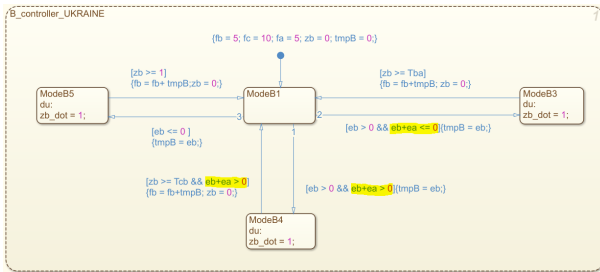 B_controller_UKRAINE
1
{fb = 5; fc = 10; fa = 5; zb = 0; tmpB = 0;}
[zb >= 1]
{fb = fb+ tmpB;zb = 0;}
[zb >= Tba]
{fb = fb+tmpB; zb = 0;}
ModeB5
du:
zb_dot = 1;
ModeB1
ModeB3
du:
zb_dot = 1;
3
2
1
[eb <= 0 ]
{tmpB = eb;}
[eb > 0 && eb+ea <= 0]{tmpB = eb;}
[zb >= Tcb && eb+ea > 0]
{fb = fb+tmpB; zb = 0;}
[eb > 0 && eb+ea > 0]{tmpB = eb;}
ModeB4
du:
zb_dot = 1;